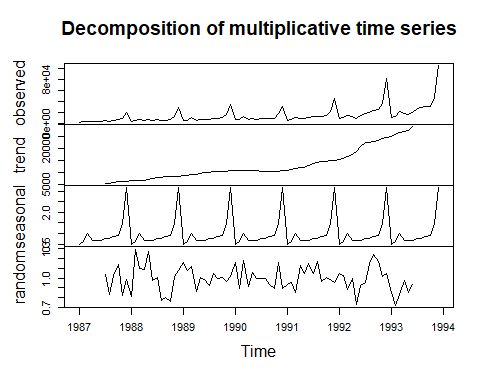 Decomposition of multiplicative time series
observed
8e+04
0e+00
trend
20000
5000
seasonal
2.0
random
1.0
0.7
1987 1988 1989 1990 1991 1992 1993 1994
Time